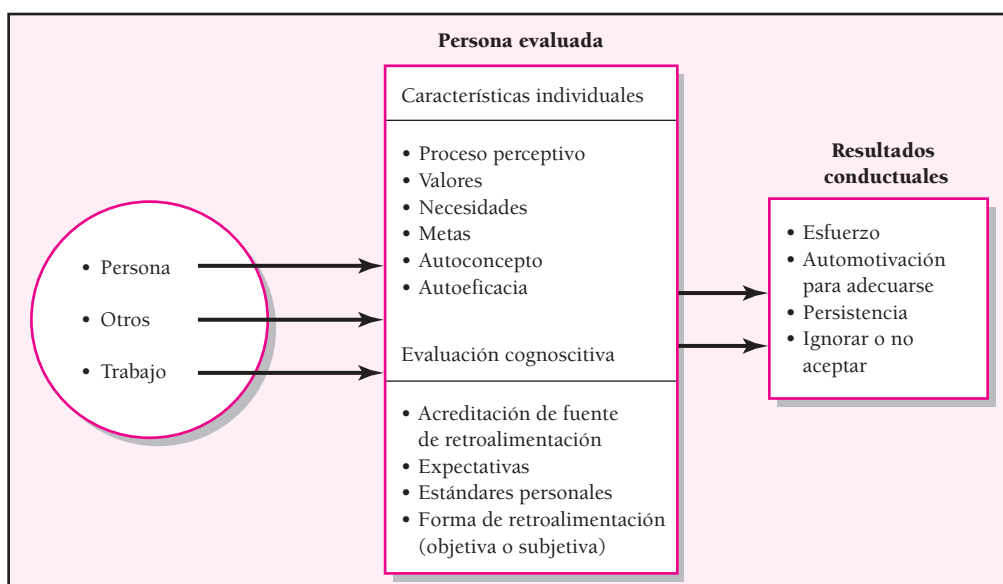 Persona evaluada
Características individuales
• Proceso perceptivo
• Valores
• Necesidades
• Metas
• Autoconcepto
• Autoeficacia
Evaluación cognoscitiva
• Acreditación de fuente
de retroalimentación
• Expectativas
• Estándares personales
• Forma de retroalimentación
(objetiva o subjetiva)
• Persona
• Otros
• Trabajo
Resultados
conductuales
• Esfuerzo
• Automotivación
para adecuarse
• Persistencia
• Ignorar o no
aceptar